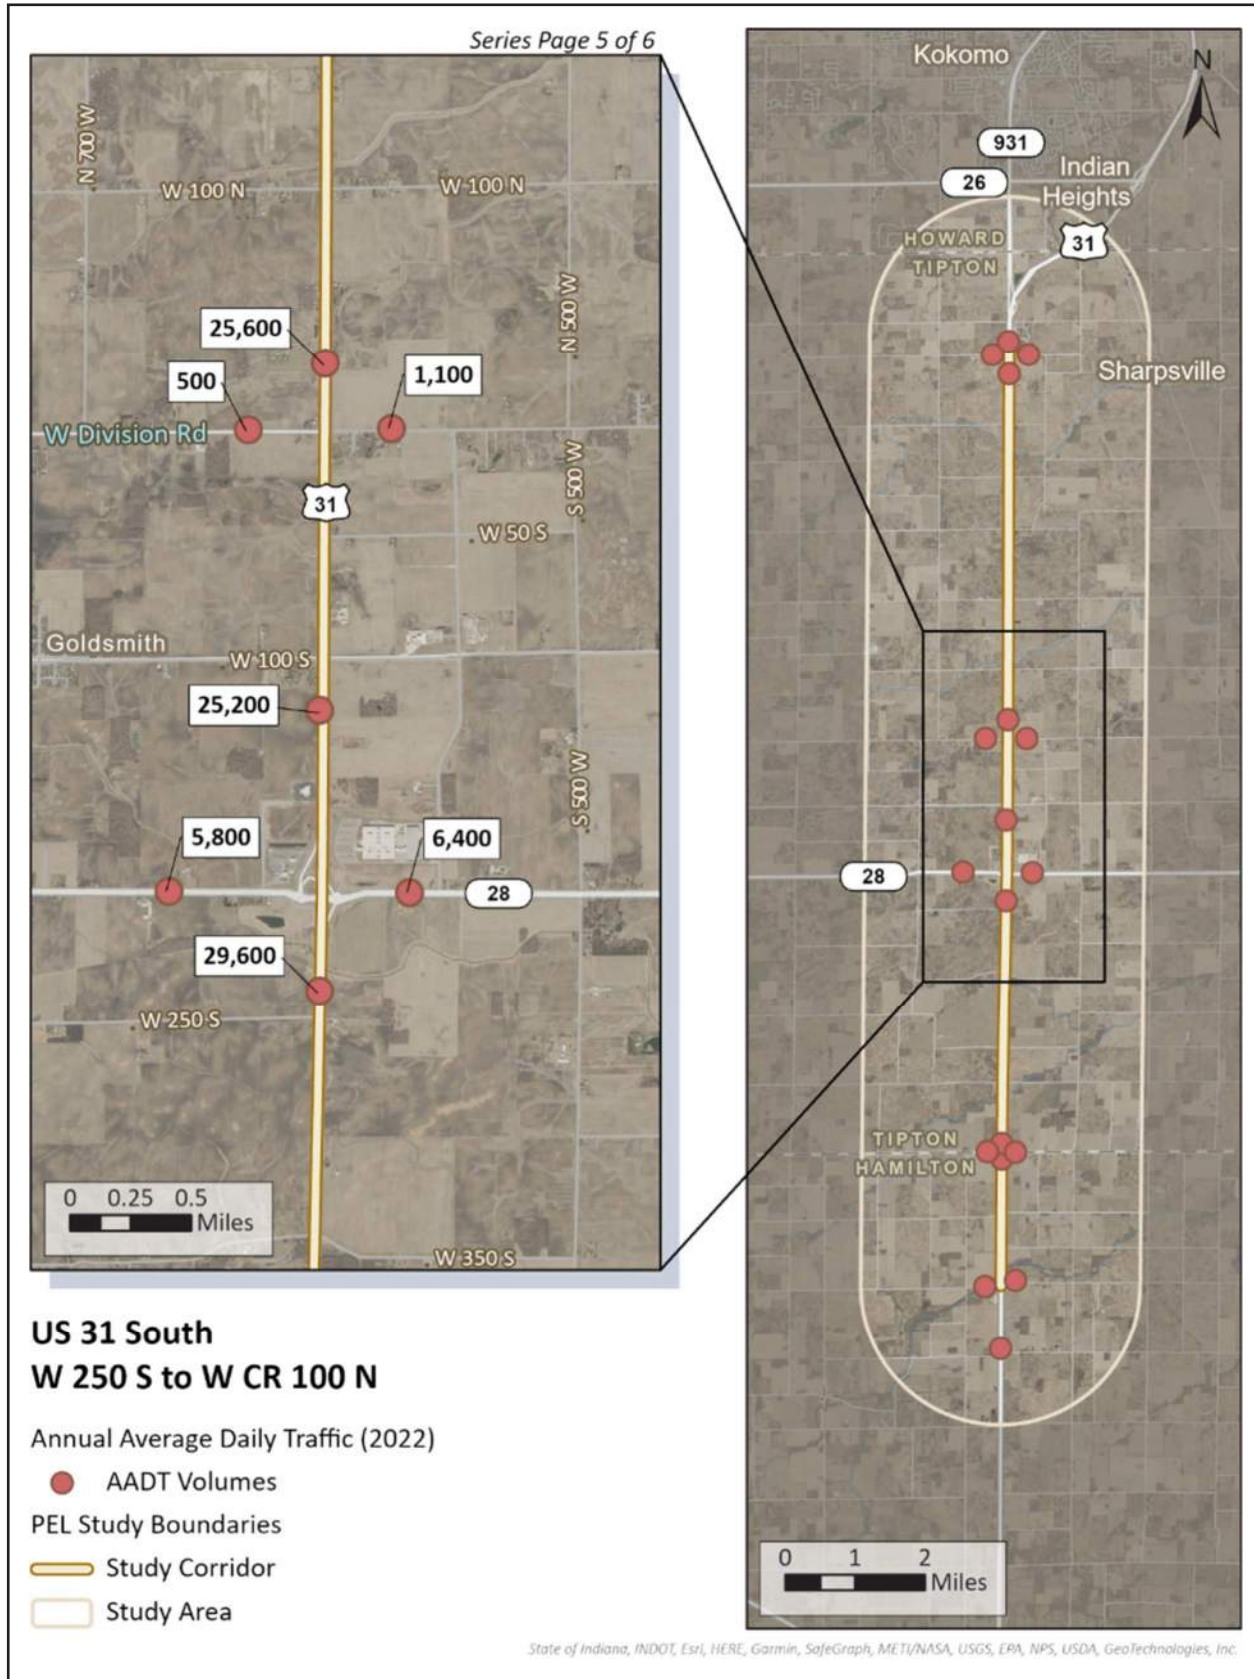 Series Page 5 of 6
N 700 W
W 100 N
W 100 N
N 500 W
25,600
500
1,100
W Division Rd
31
S 500 W
W 50 S
Goldsmith
W 100 S
25,200
S 500 W
5,800
6,400
28
29,600
W 250 S
0 0.25 0.5
Miles
W 350 S
Kokomo
N
931
26
Indian
Heights
HOWARD
TIPTON
31
Sharpsville
28
TIPTON
HAMILTON
0 1 2
Miles
US 31 South
W 250 S to W CR 100 N
Annual Average Daily Traffic (2022)
AADT Volumes
PEL Study Boundaries
Study Corridor
Study Area
State of Indiana, INDOT, Esri, HERE, Garmin, SafeGraph, METI/NASA, USGS, EPA, NPS, USDA, GeoTechnologies, Inc.